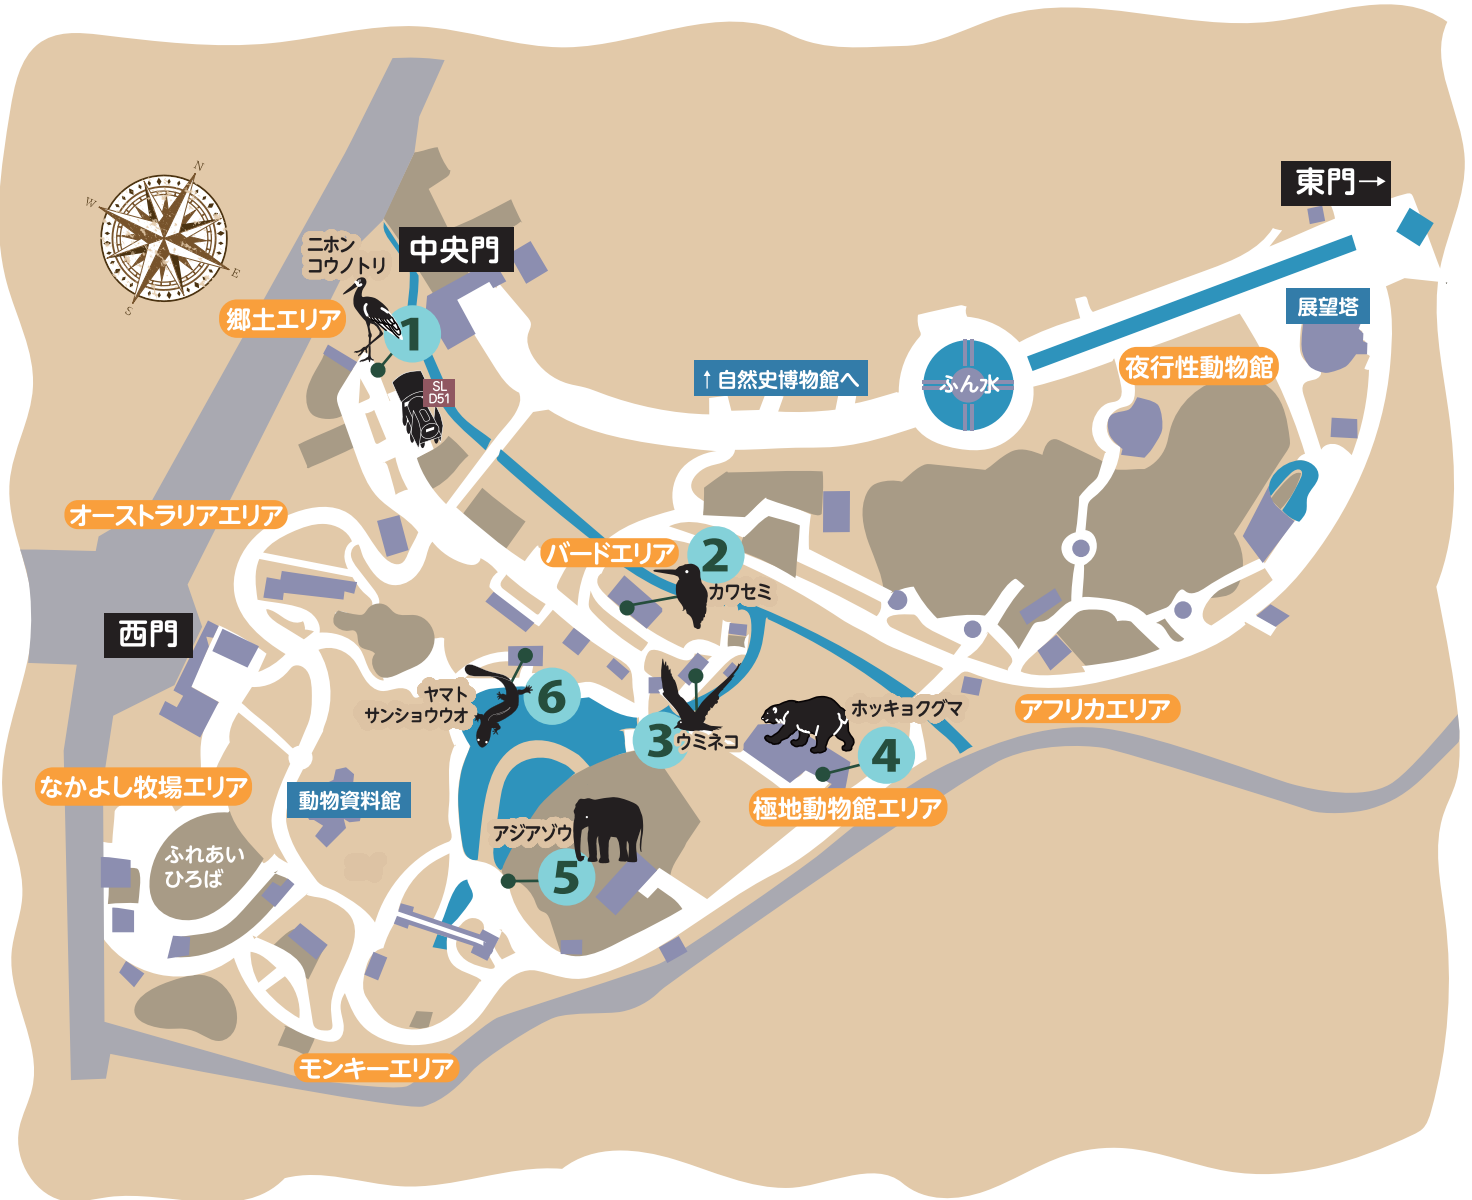 N
W
E
S
東門→
中央門
ニホン
コウノトリ
郷土エリア
1
SL
D51
展望塔
夜行性動物館
↑自然史博物館へ
ふん水
オーストラリアエリア
バードエリア
2
カワセミ
西門
6
ヤマト
サンショウウオ
3
ウミネコ
ホッキョクグマ
4
アフリカエリア
なかよし牧場エリア
動物資料館
極地動物館エリア
アジアゾウ
5
ふれあい
ひろば
モンキーエリア